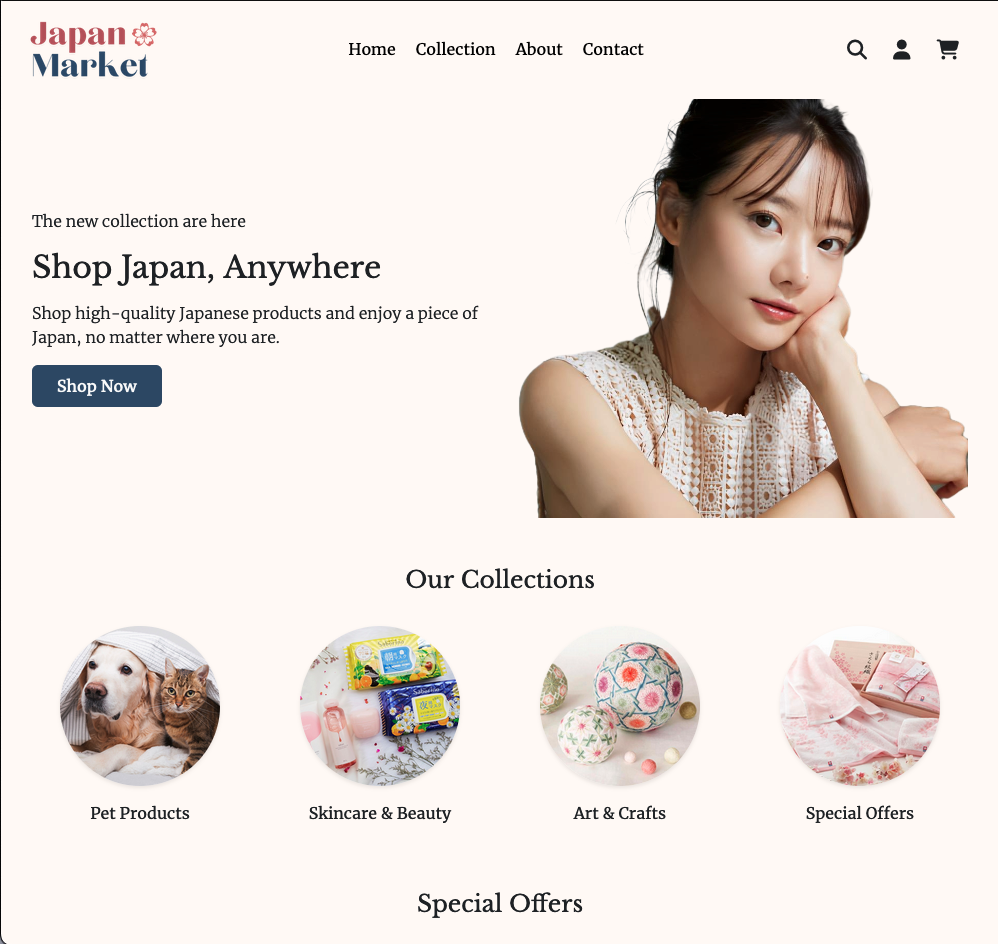 Japan
Market
Home Collection About Contact
The new collection are here
Shop Japan, Anywhere
Shop high-quality Japanese products and enjoy a piece of
Japan, no matter where you are.
Shop Now
Our Collections
Saborino
Saborino
Pet Products
Skincare & Beauty
Art & Crafts
Special Offers
Special Offers